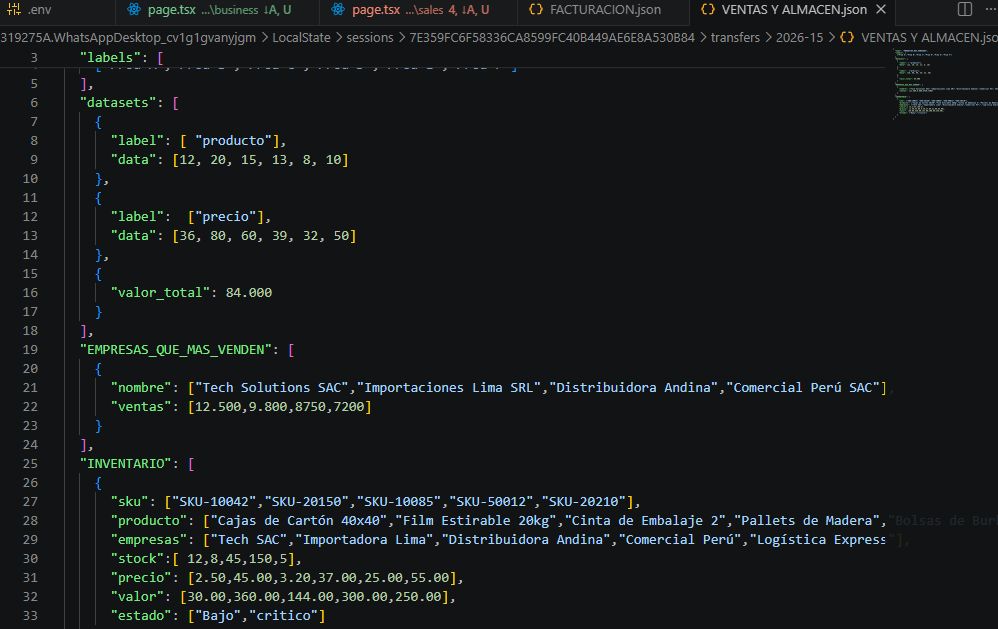 .env
page.tsx ...\business ↓A, U
page.tsx ...\sales 4, ↓A, U
{} FACTURACION.json
{} VENTAS Y ALMACEN.json
319275A.WhatsAppDesktop_cv1g1gvanyjgm > LocalState > sessions > 7E359FC6F58336CA8599FC40B449AE6E8A530B84 > transfers > 2026-15 > {} VENTAS Y ALMACEN.jso
3 "labels": [
5 ],
6 "datasets": [
7 {
8 "label": [ "producto"],
9 "data": [12, 20, 15, 13, 8, 10]
10 },
11 {
12 "label":  ["precio"],
13 "data": [36, 80, 60, 39, 32, 50]
14 },
15 {
16 "valor_total": 84.000
17 }
18 ],
19 "EMPRESAS_QUE_MAS_VENDEN": [
20 {
21 "nombre": ["Tech Solutions SAC","Importaciones Lima SRL","Distribuidora Andina","Comercial Perú SAC"],
22 "ventas": [12.500,9.800,8750,7200]
23 }
24 ],
25 "INVENTARIO": [
26 {
27 "sku": ["SKU-10042","SKU-20150","SKU-10085","SKU-50012","SKU-20210"],
28 "producto": ["Cajas de Cartón 40x40","Film Estirable 20kg","Cinta de Embalaje 2","Pallets de Madera","Bolsas de Bur
29 "empresas": ["Tech SAC","Importadora Lima","Distribuidora Andina","Comercial Perú","Logística Express"],
30 "stock":[ 12,8,45,150,5],
31 "precio": [2.50,45.00,3.20,37.00,25.00,55.00],
32 "valor": [30.00,360.00,144.00,300.00,250.00],
33 "estado": ["Bajo","critico"]